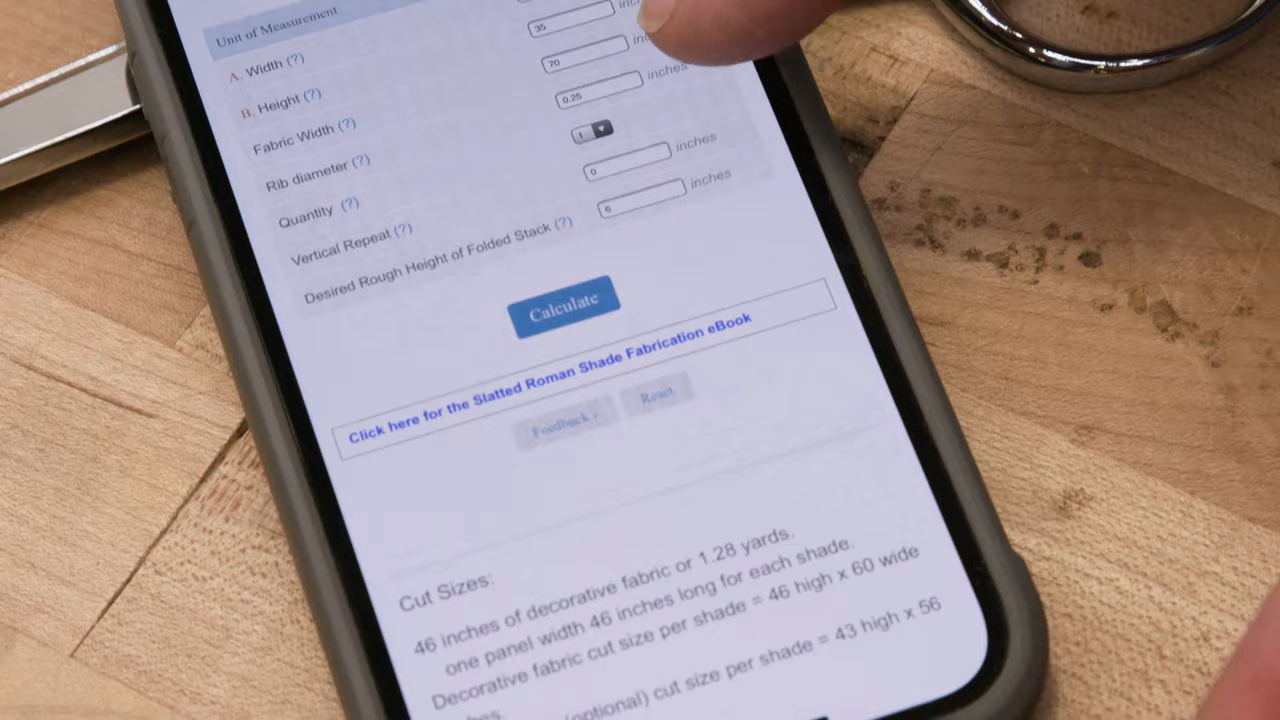 Unit of Measurement
A. Width (?)
35
B. Height (?)
70
inches
Fabric Width (?)
0.25
Rib diameter (?)
1
inches
Quantity (?)
0
inches
Vertical Repeat (?)
6
Desired Rough Height of Folded Stack (?)
Calculate
Click here for the Slatted Roman Shade Fabrication eBook
Feedback ›
Reset
Cut Sizes:
46 inches of decorative fabric or 1.28 yards.
one panel width 46 inches long for each shade.
Decorative fabric cut size per shade = 46 high x 60 wide
(optional) cut size per shade = 43 high x 56